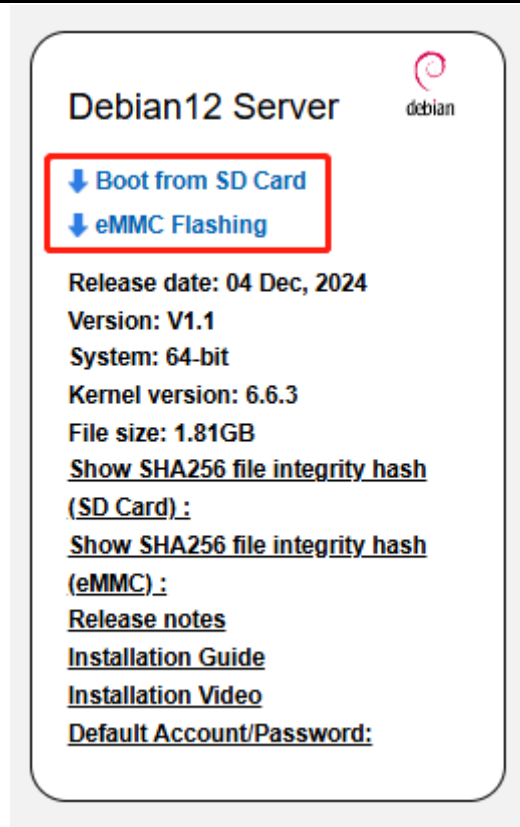 debian
Debian12 Server
Boot from SD Card
eMMC Flashing
Release date: 04 Dec, 2024
Version: V1.1
System: 64-bit
Kernel version: 6.6.3
File size: 1.81GB
Show SHA256 file integrity hash
(SD Card) :
Show SHA256 file integrity hash
(eMMC) :
Release notes
Installation Guide
Installation Video
Default Account/Password: